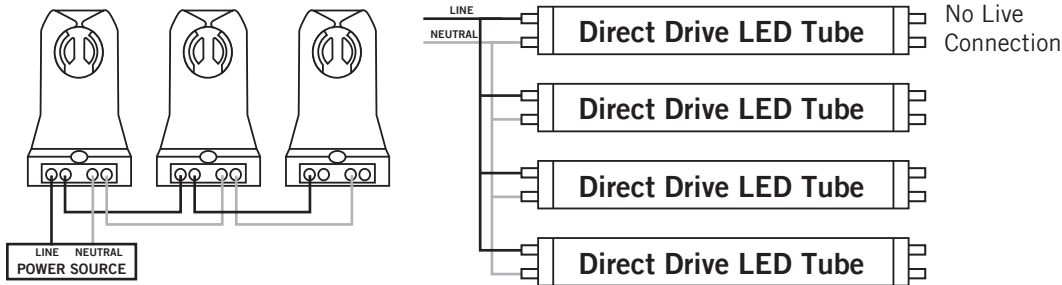 LINE NEUTRAL
POWER SOURCE
LINE
NEUTRAL
Direct Drive LED Tube
No Live
Connection
Direct Drive LED Tube
Direct Drive LED Tube
Direct Drive LED Tube